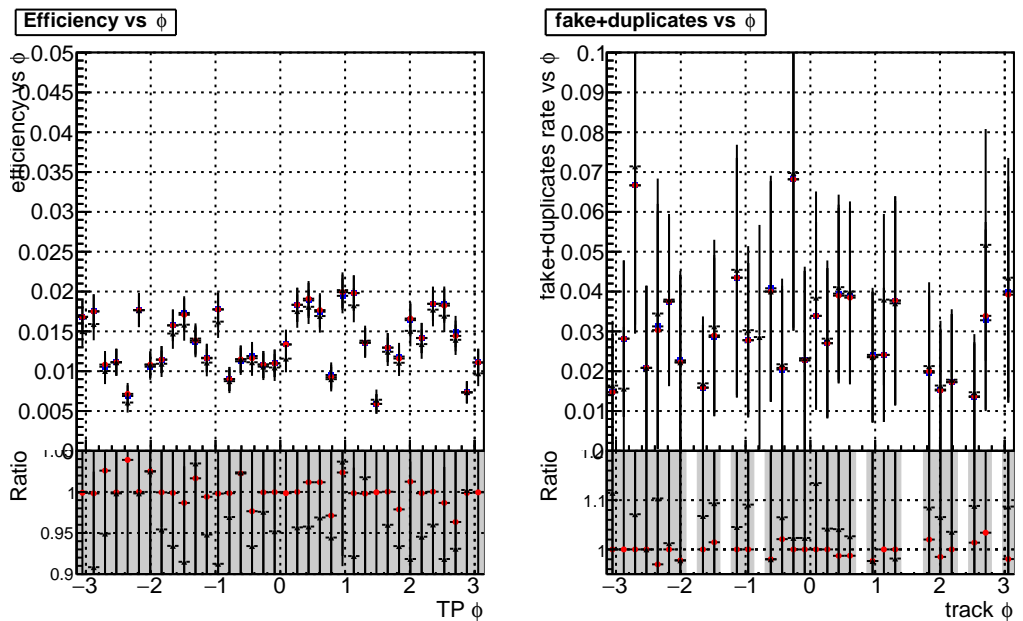 Efficiency vs ϕ
efficiency vs ϕ
0.05
0.045
0.04
0.035
0.03
0.025
0.02
0.015
0.01
0.005
0
Ratio
1
0.95
0.9
−3 −2 −1 0 1 2 3
TP ϕ
fake+duplicates vs ϕ
fake+duplicates rate vs ϕ
0.1
0.09
0.08
0.07
0.06
0.05
0.04
0.03
0.02
0.01
0
Ratio
1.1
1
−3 −2 −1 0 1 2 3
track ϕ